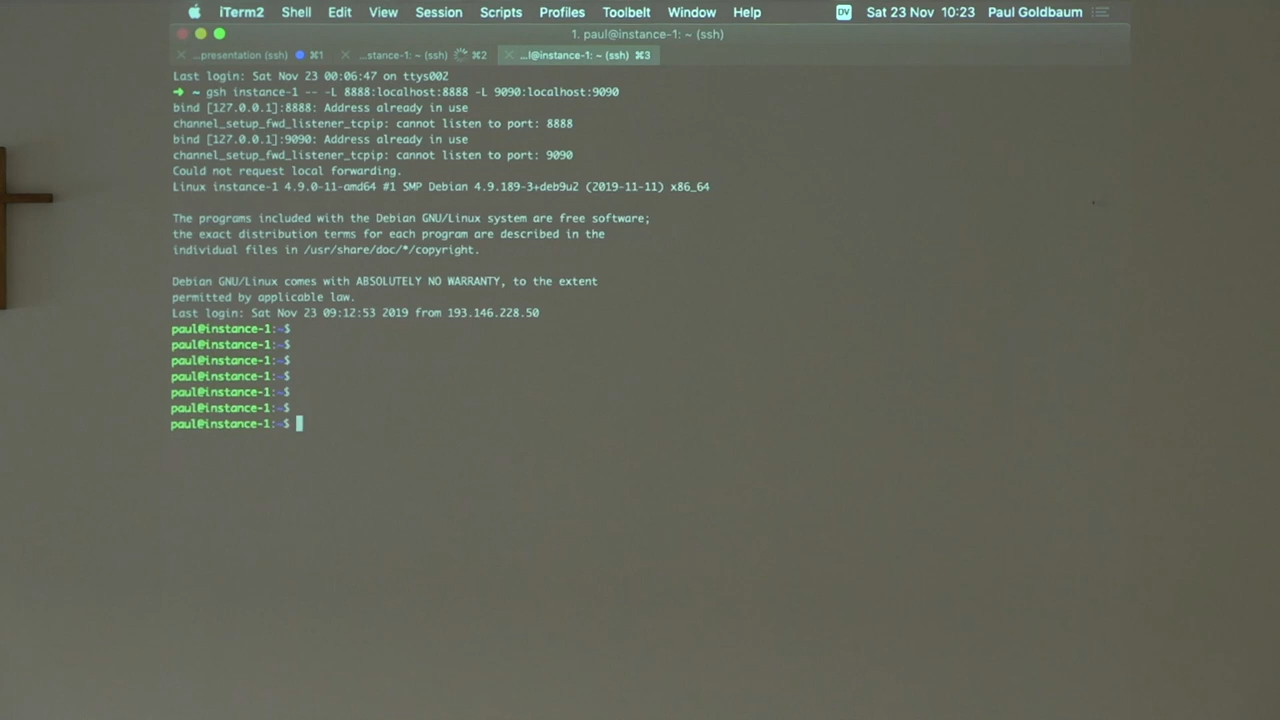 iTerm2 Shell Edit View Session Scripts Profiles Toolbelt Window Help DV Sat 23 Nov 10:23 Paul Goldbaum
1. paul@instance-1: ~ (ssh)
...presentation (ssh) ⌘1 ...stance-1: ~ (ssh) ⌘2 ...l@instance-1: ~ (ssh) ⌘3
Last login: Sat Nov 23 00:06:47 on ttys002
➜ ~ gsh instance-1 -- -L 8888:localhost:8888 -L 9090:localhost:9090
bind [127.0.0.1]:8888: Address already in use
channel_setup_fwd_listener_tcpip: cannot listen to port: 8888
bind [127.0.0.1]:9090: Address already in use
channel_setup_fwd_listener_tcpip: cannot listen to port: 9090
Could not request local forwarding.
Linux instance-1 4.9.0-11-amd64 #1 SMP Debian 4.9.189-3+deb9u2 (2019-11-11) x86_64
The programs included with the Debian GNU/Linux system are free software;
the exact distribution terms for each program are described in the
individual files in /usr/share/doc/*/copyright.
Debian GNU/Linux comes with ABSOLUTELY NO WARRANTY, to the extent
permitted by applicable law.
Last login: Sat Nov 23 09:12:53 2019 from 193.146.228.50
paul@instance-1:~$
paul@instance-1:~$
paul@instance-1:~$
paul@instance-1:~$
paul@instance-1:~$
paul@instance-1:~$
paul@instance-1:~$